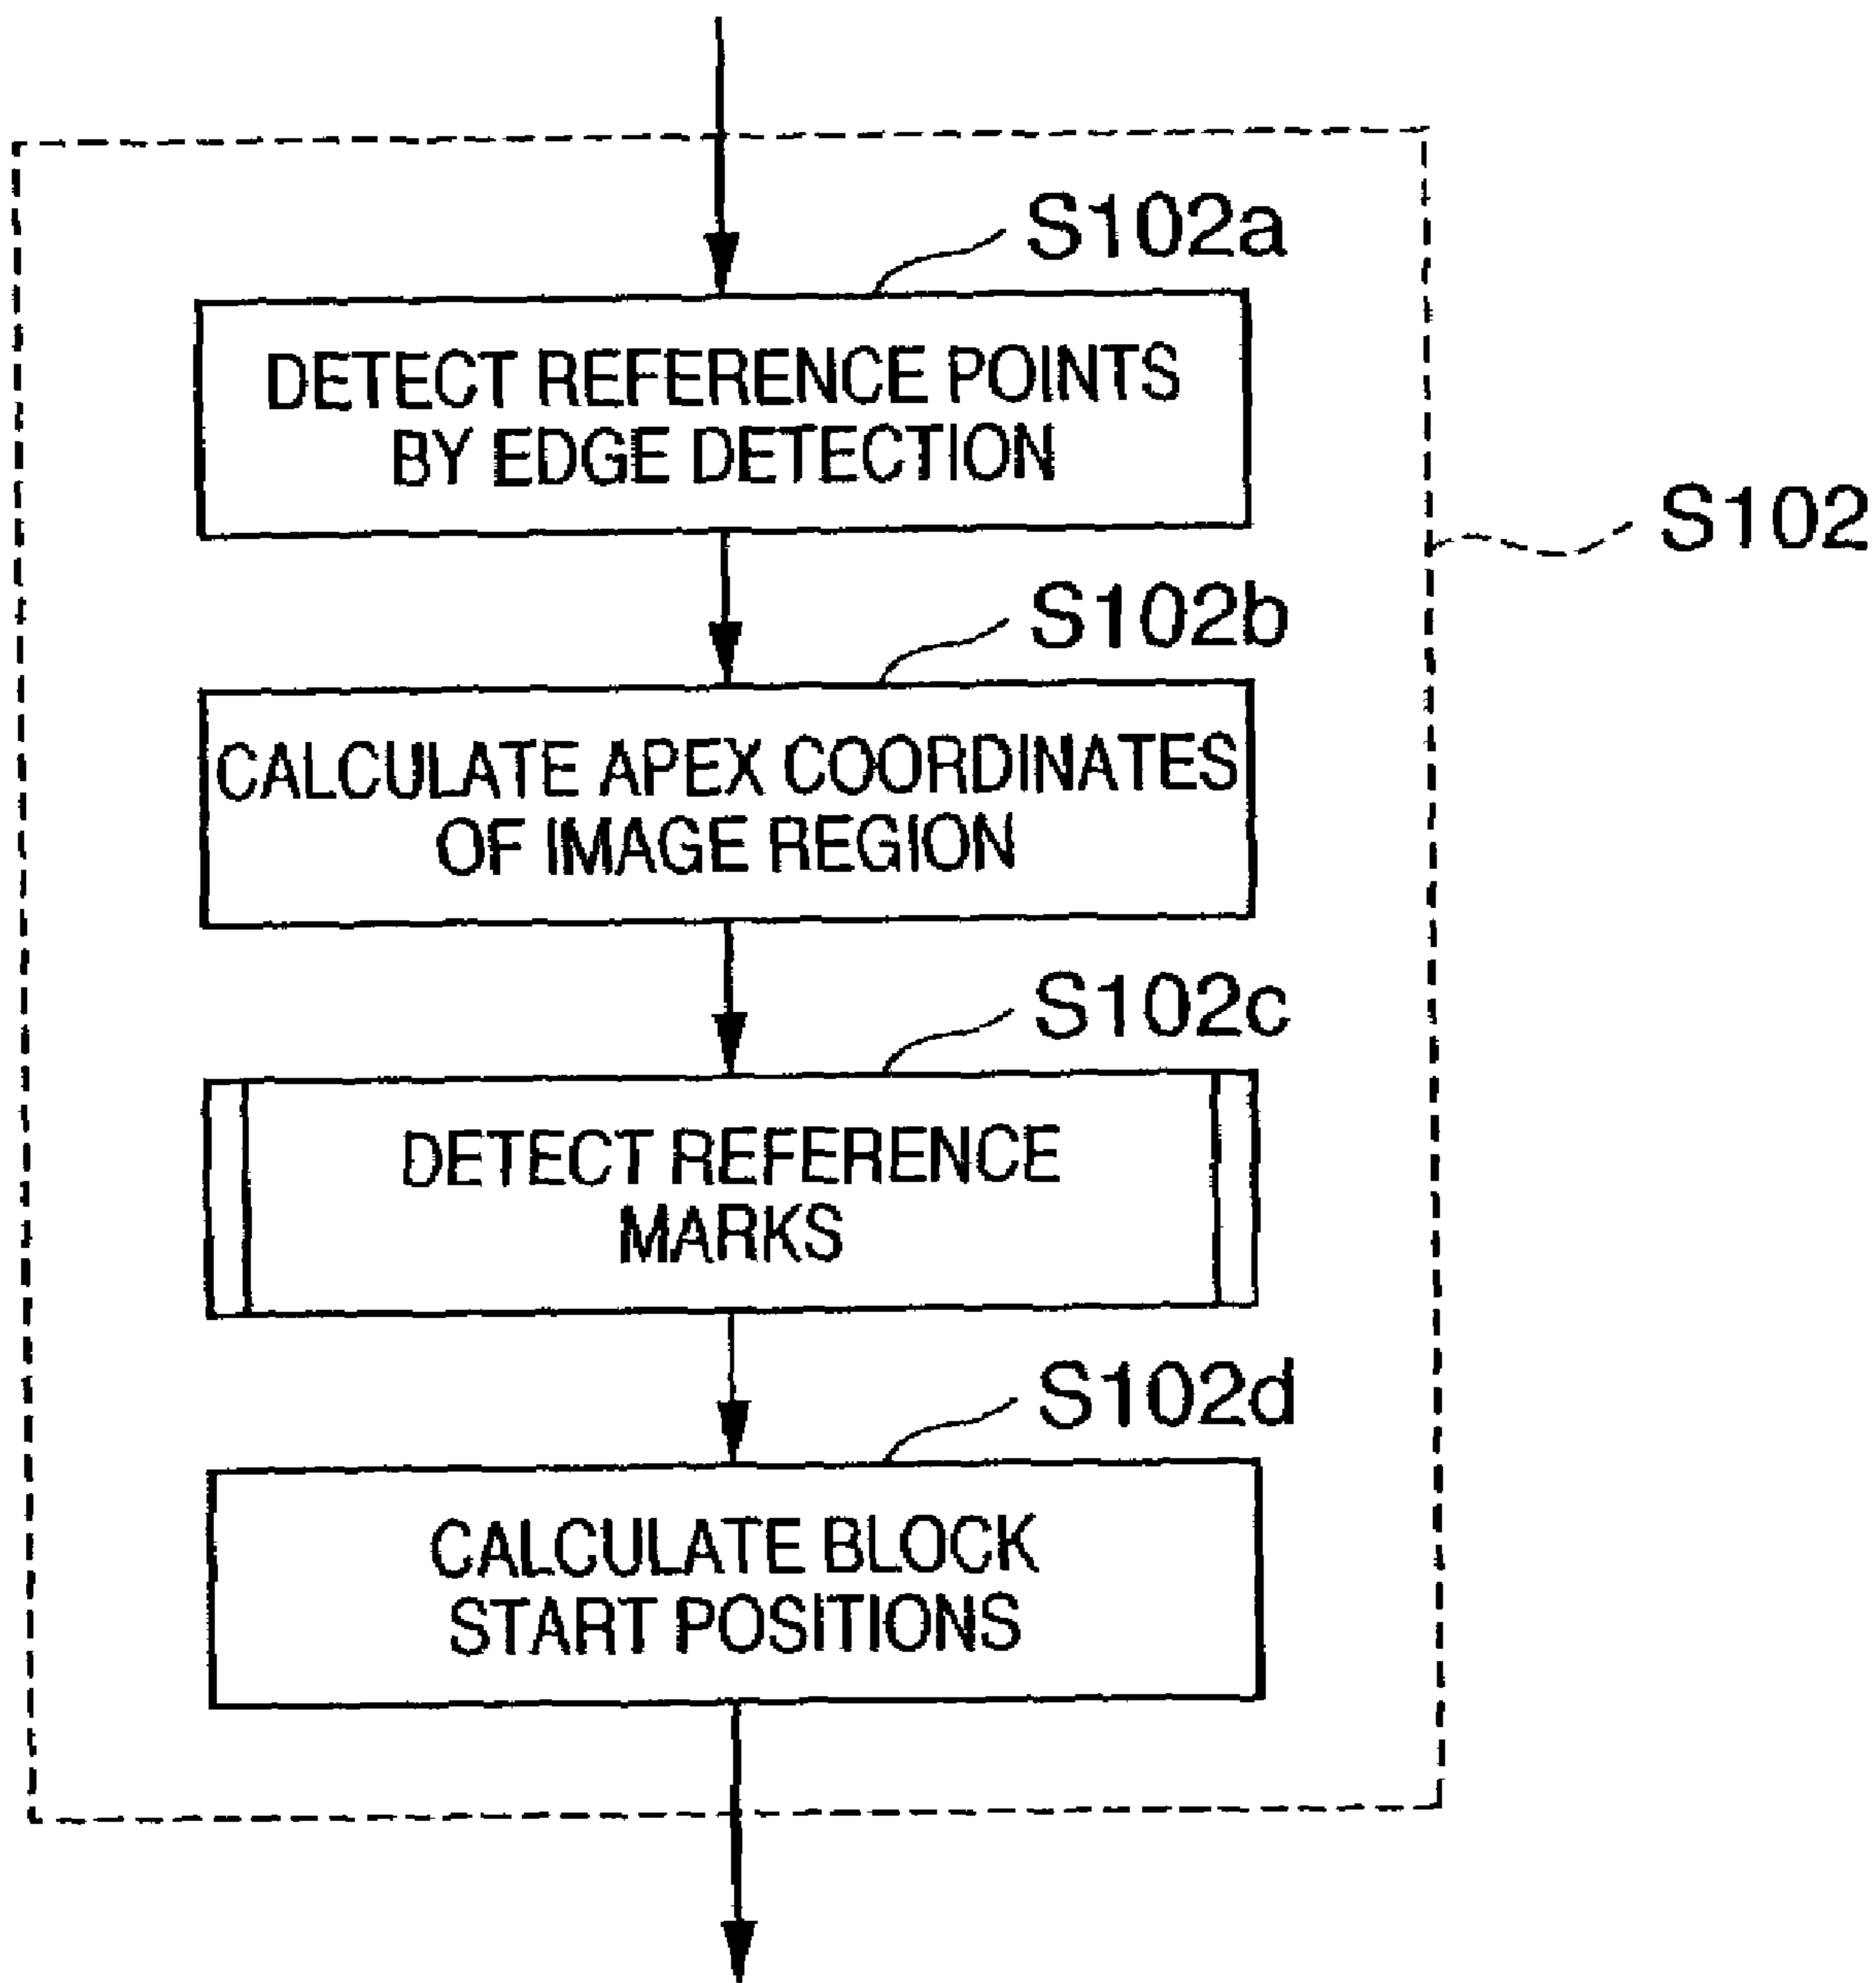 S102a
DETECT REFERENCE POINTS
BY EDGE DETECTION
S102
S102b
CALCULATE APEX COORDINATES
OF IMAGE REGION
S102c
DETECT REFERENCE
MARKS
S102d
CALCULATE BLOCK
START POSITIONS